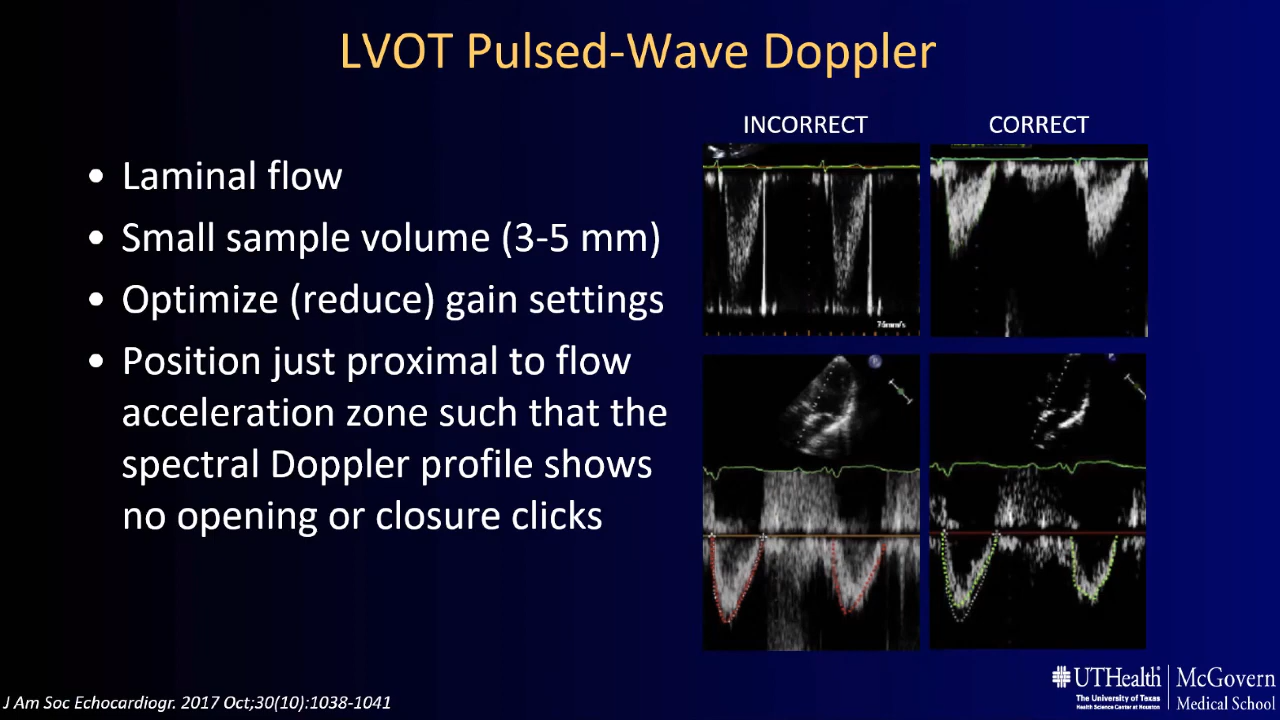 LVOT Pulsed-Wave Doppler
INCORRECT
CORRECT
• Laminal flow
• Small sample volume (3-5 mm)
• Optimize (reduce) gain settings
• Position just proximal to flow
acceleration zone such that the
spectral Doppler profile shows
no opening or closure clicks
75mm/s
J Am Soc Echocardiogr. 2017 Oct;30(10):1038-1041
UTHealth
The University of Texas
Health Science Center at Houston
McGovern
Medical School